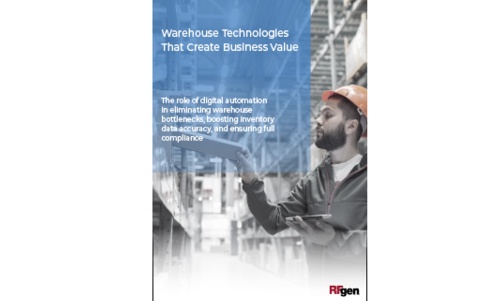 Warehouse Technologies
That Create Business Value
The role of digital automation
in eliminating warehouse
bottlenecks, boosting inventory
data accuracy, and ensuring full
compliance
RFgen